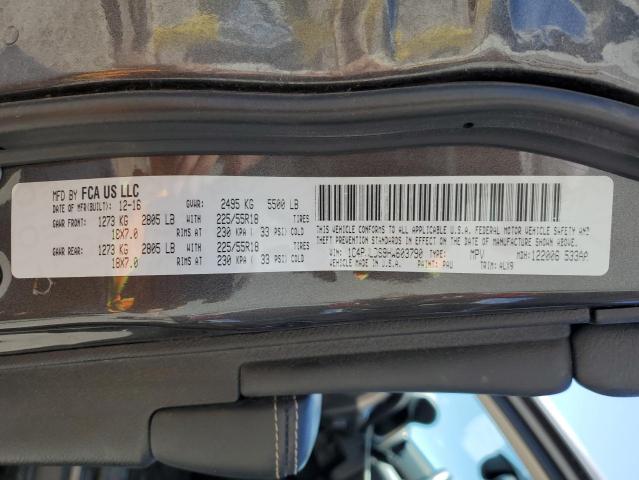 MFD BY FCA US LLC
DATE OF MFR(BUILT): 12-16 GVWR: 2495 KG 5500 LB
GAWR FRONT: 1273 KG 2805 LB WITH 225/55R18 TIRES
18X7.0 RIMS AT 230 KPA ( 33 PSI) COLD
GAWR REAR: 1273 KG 2805 LB WITH 225/55R18 TIRES
18X7.0 RIMS AT 230 KPA ( 33 PSI) COLD
THIS VEHICLE CONFORMS TO ALL APPLICABLE U.S.A. FEDERAL MOTOR VEHICLE SAFETY AND
THEFT PREVENTION STANDARDS IN EFFECT ON THE DATE OF MANUFACTURE SHOWN ABOVE.
VIN: TYPE: MPV MDH: 122006 533AP
VEHICLE MADE IN U.S.A. PAINT: PAU TRIM: ALX9